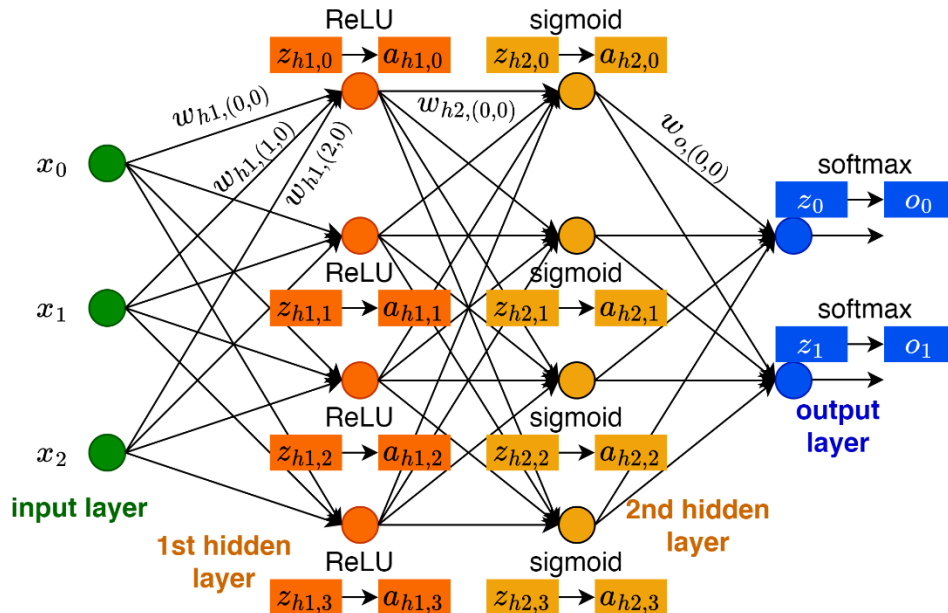 ReLU
sigmoid
z_{h1,0} → a_{h1,0}
z_{h2,0} → a_{h2,0}
w_{h1,(0,0)}
w_{h1,(1,0)}
w_{h1,(2,0)}
w_{h2,(0,0)}
w_{o,(0,0)}
x_0
softmax
z_0 → o_0
ReLU
sigmoid
x_1
z_{h1,1} → a_{h1,1}
z_{h2,1} → a_{h2,1}
softmax
z_1 → o_1
ReLU
sigmoid
output
layer
x_2
z_{h1,2} → a_{h1,2}
z_{h2,2} → a_{h2,2}
input layer
1st hidden
layer
2nd hidden
layer
ReLU
sigmoid
z_{h1,3} → a_{h1,3}
z_{h2,3} → a_{h2,3}